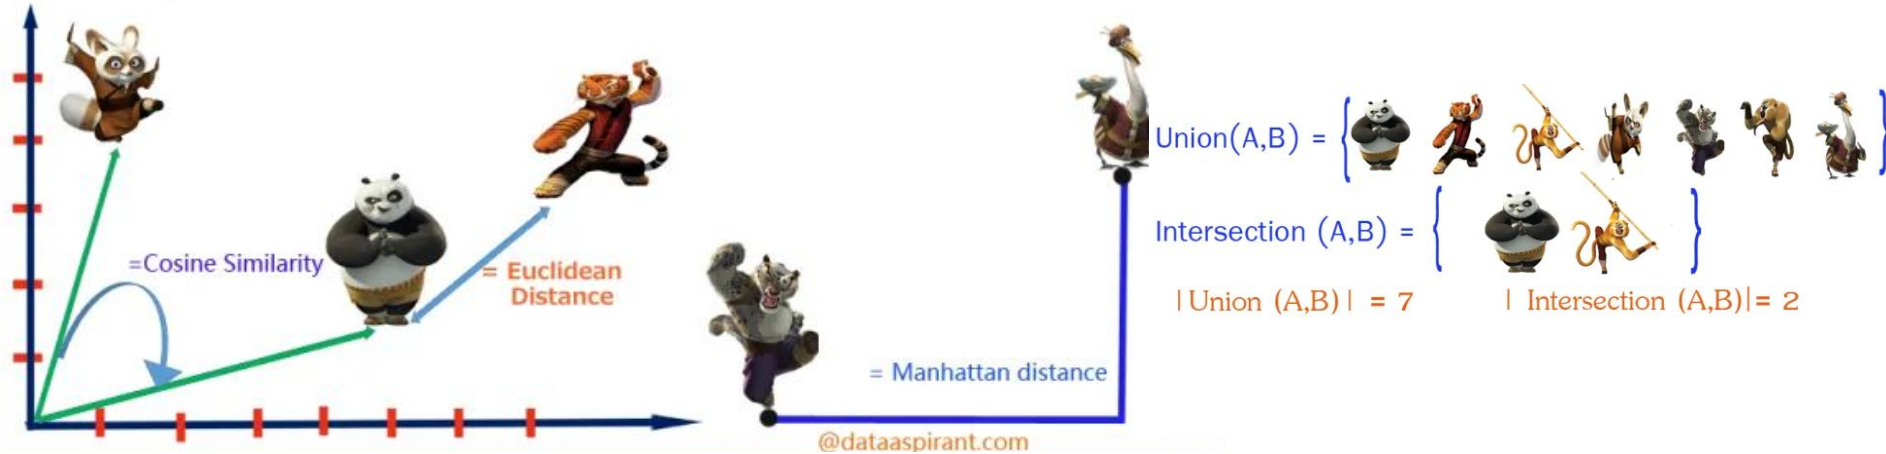 =Cosine Similarity
= Euclidean
Distance
= Manhattan distance
@dataaspirant.com
Union(A,B) = { }
Intersection (A,B) = { }
|Union (A,B)| = 7
| Intersection (A,B)|= 2